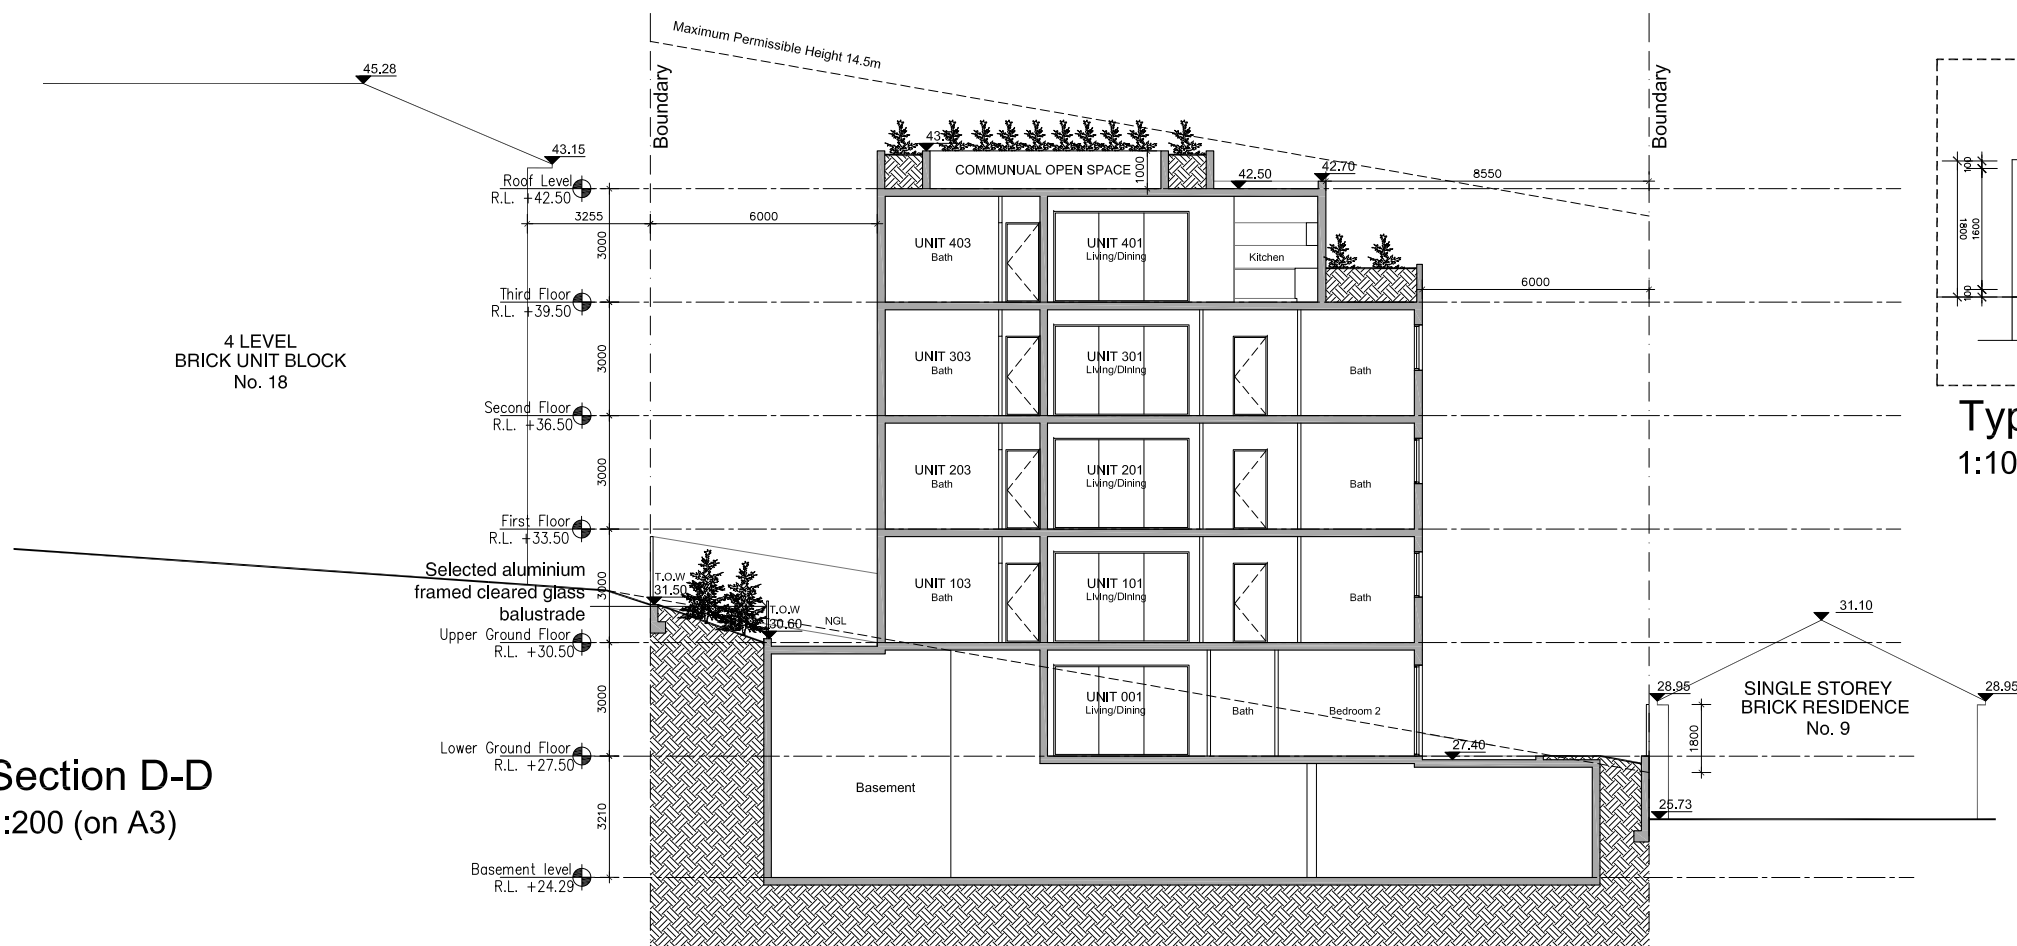 Maximum Permissible Height 14.5m
45.28
Boundary
Boundary
43.15
COMMUNUAL OPEN SPACE
1000
42.50
42.70
8550
Roof Level
R.L. +42.50
3255
6000
3000
UNIT 403
Bath
UNIT 401
Living/Dining
Kitchen
6000
Third Floor
R.L. +39.50
4 LEVEL
BRICK UNIT BLOCK
No. 18
3000
UNIT 303
Bath
UNIT 301
Living/Dining
Bath
Second Floor
R.L. +36.50
3000
UNIT 203
Bath
UNIT 201
Living/Dining
Bath
First Floor
R.L. +33.50
Selected aluminium
framed cleared glass
balustrade
3000
T.O.W
31.50
T.O.W
30.60
NGL
UNIT 103
Bath
UNIT 101
Living/Dining
Bath
Upper Ground Floor
R.L. +30.50
3000
UNIT 001
Living/Dining
Bath
Bedroom 2
31.10
28.95
SINGLE STOREY
BRICK RESIDENCE
No. 9
28.95
1800
Lower Ground Floor
R.L. +27.50
27.40
25.73
3210
Basement
Basement level
R.L. +24.29
Section D-D
:200 (on A3)
100
1800
1600
100
Typ
1:10